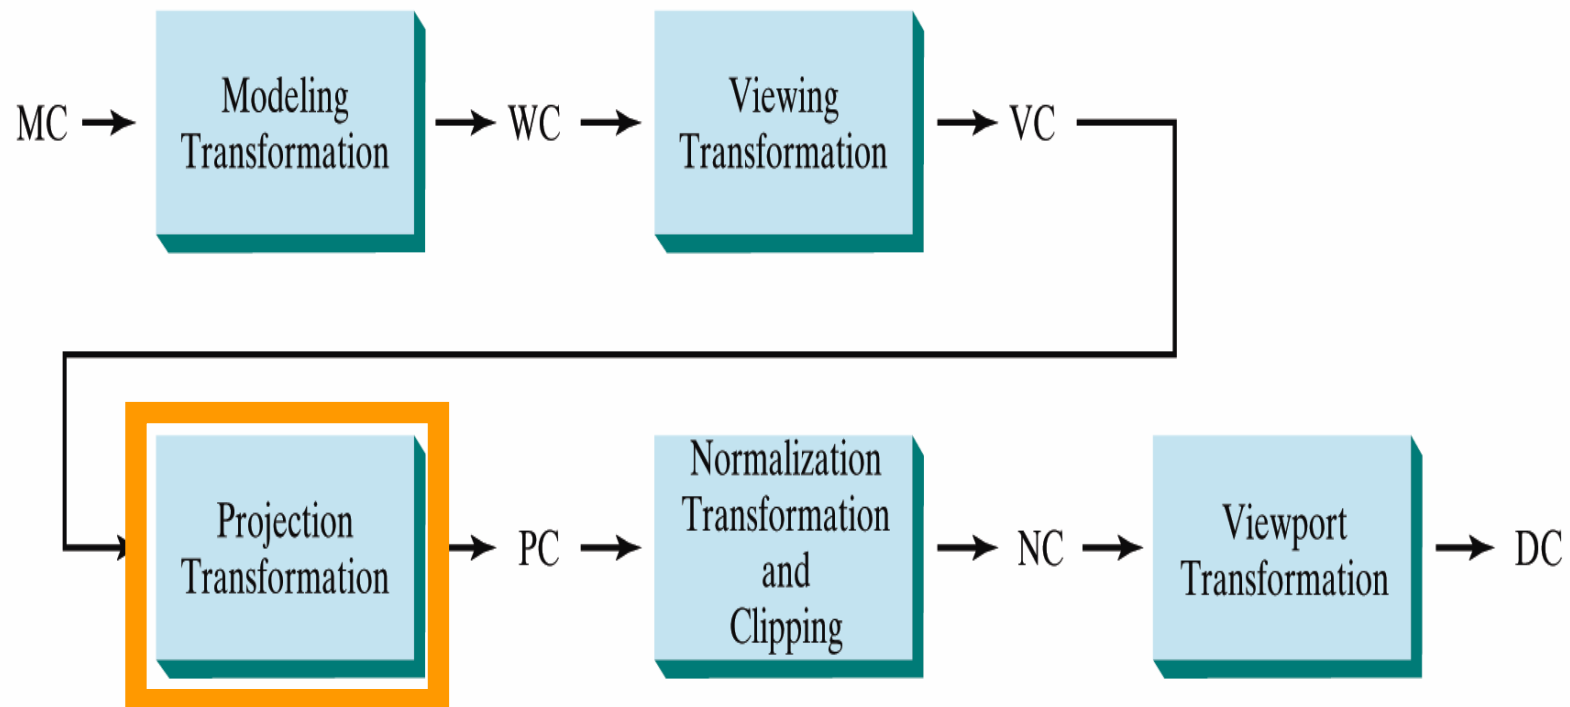 MC
Modeling
Transformation
WC
Viewing
Transformation
VC
Projection
Transformation
PC
Normalization
Transformation
and
Clipping
NC
Viewport
Transformation
DC